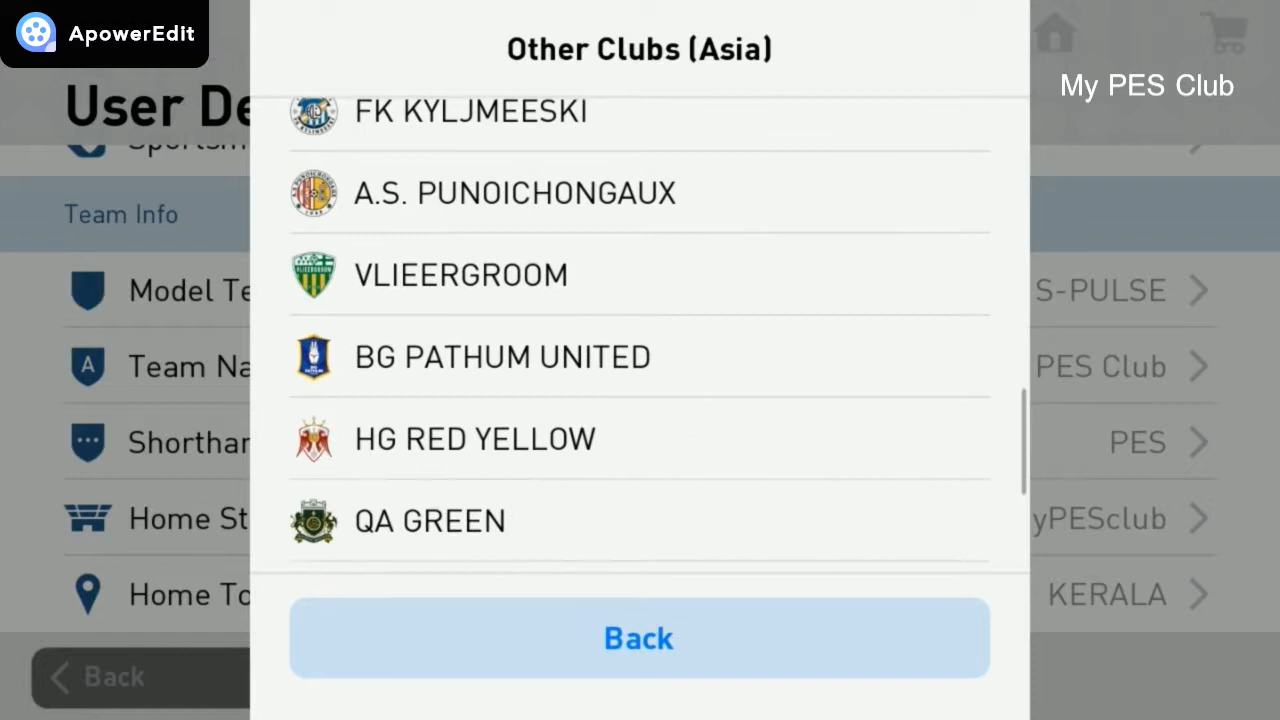 ApowerEdit
Other Clubs (Asia)
My PES Club
User De
FK KYLJMEESKI
Sportsm
A.S. PUNOICHONGAUX
Team Info
VLIEERGROOM
Model Te
S-PULSE
BG PATHUM UNITED
Team Na
PES Club
HG RED YELLOW
Shorthan
PES
QA GREEN
Home St
yPESclub
Home To
KERALA
Back
Back